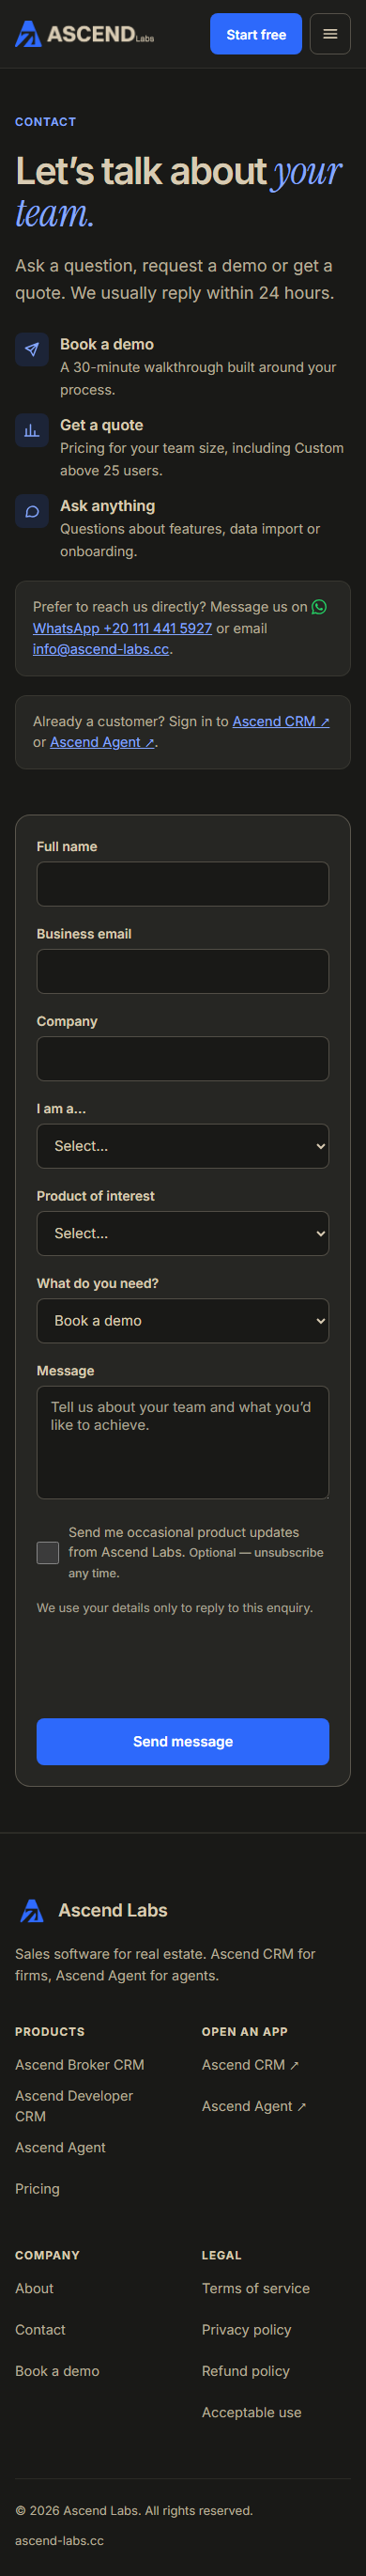 ASCEND Labs
Start free
CONTACT
Let’s talk about your
team.
Ask a question, request a demo or get a
quote. We usually reply within 24 hours.
Book a demo
A 30-minute walkthrough built around your
process.
Get a quote
Pricing for your team size, including Custom
above 25 users.
Ask anything
Questions about features, data import or
onboarding.
Prefer to reach us directly? Message us on
WhatsApp +20 111 441 5927 or email
info@ascend-labs.cc.
Already a customer? Sign in to Ascend CRM ↗
or Ascend Agent ↗.
Full name
Business email
Company
I am a…
Select…
Product of interest
Select…
What do you need?
Book a demo
Message
Tell us about your team and what you’d
like to achieve.
Send me occasional product updates
from Ascend Labs. Optional — unsubscribe
any time.
We use your details only to reply to this enquiry.
Send message
Ascend Labs
Sales software for real estate. Ascend CRM for
firms, Ascend Agent for agents.
PRODUCTS
Ascend Broker CRM
Ascend Developer
CRM
Ascend Agent
Pricing
OPEN AN APP
Ascend CRM ↗
Ascend Agent ↗
COMPANY
About
Contact
Book a demo
LEGAL
Terms of service
Privacy policy
Refund policy
Acceptable use
© 2026 Ascend Labs. All rights reserved.
ascend-labs.cc